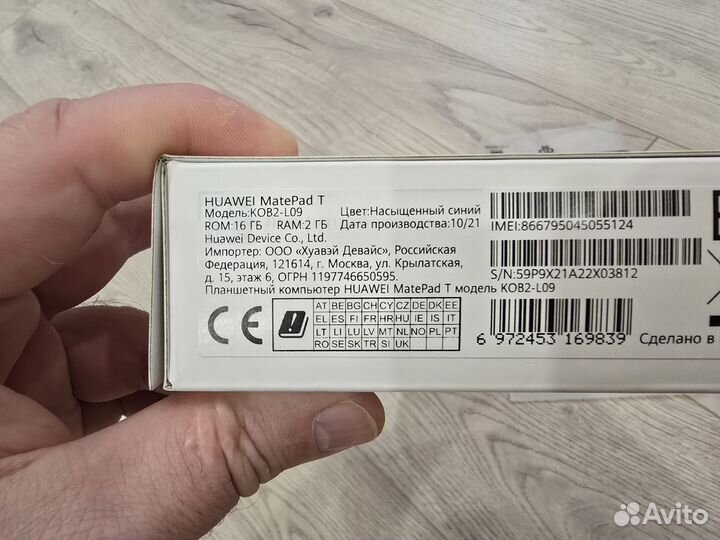 HUAWEI MatePad T
Модель:KOB2-L09 Цвет:Насыщенный синий
ROM:16 ГБ RAM:2 ГБ Дата производства:10/21
Huawei Device Co., Ltd.
Импортер: ООО «Хуавэй Девайс», Российская
Федерация, 121614, г. Москва, ул. Крылатская,
д. 15, этаж 6, ОГРН 1197746650595.
Планшетный компьютер HUAWEI MatePad T модель KOB2-L09
IMEI:866795045055124
S/N:59P9X21A22X03812
CE
AT BE BG CH CY CZ DE DK EE
EL ES FI FR HR HU IE IS IT
LT LI LU LV MT NL NO PL PT
RO SE SK TR SI UK
6 972453 169839
Сделано в
Avito